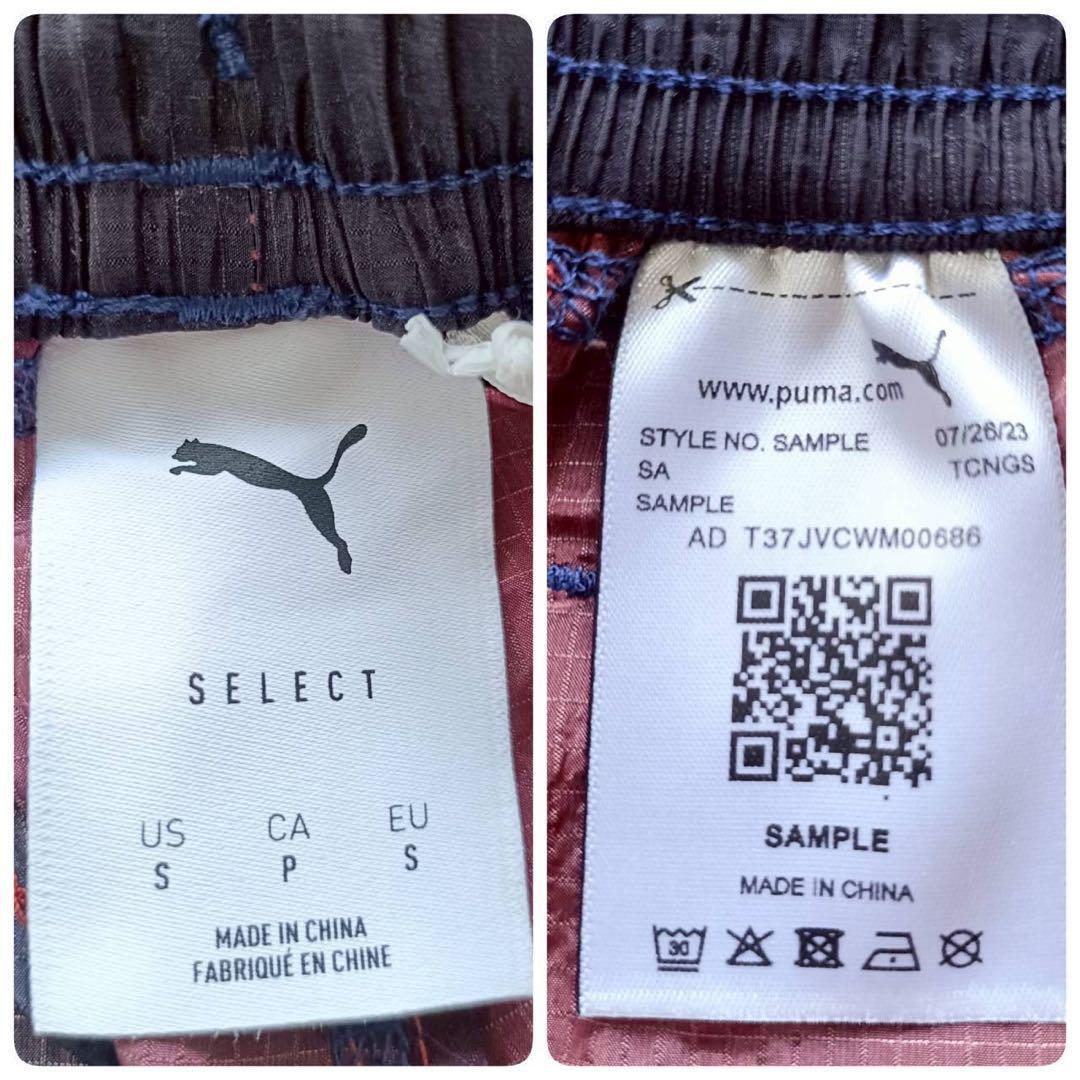 SELECT
US CA EU
S P S
MADE IN CHINA
FABRIQUÉ EN CHINE
www.puma.com
STYLE NO. SAMPLE 07/26/23
SA TCNGS
SAMPLE
AD T37JVCWM00686
SAMPLE
MADE IN CHINA
30